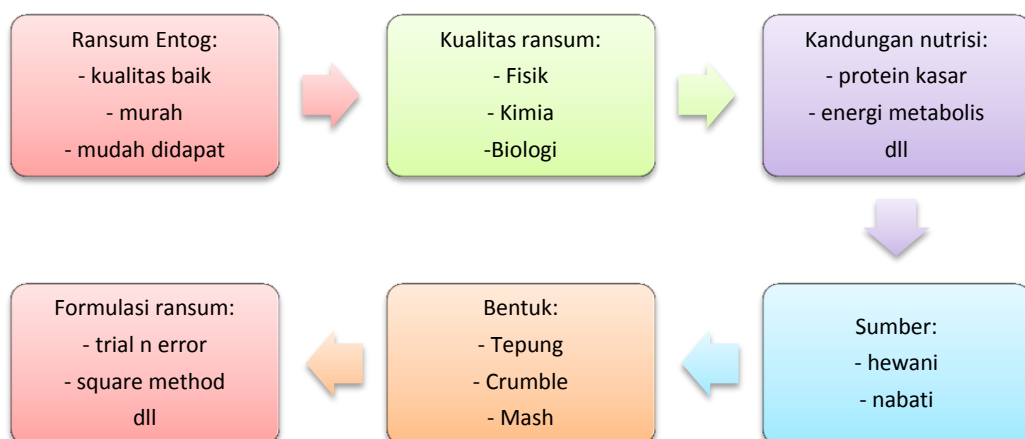 Ransum Entog:
- kualitas baik
- murah
- mudah didapat
Kualitas ransum:
- Fisik
- Kimia
-Biologi
Kandungan nutrisi:
- protein kasar
- energi metabolis
dll
Sumber:
- hewani
- nabati
Bentuk:
- Tepung
- Crumble
- Mash
Formulasi ransum:
- trial n error
- square method
dll